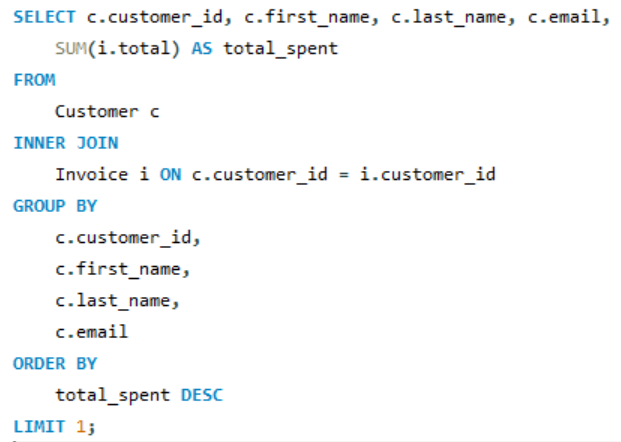 SELECT c.customer_id, c.first_name, c.last_name, c.email,
    SUM(i.total) AS total_spent
FROM
    Customer c
INNER JOIN
    Invoice i ON c.customer_id = i.customer_id
GROUP BY
    c.customer_id,
    c.first_name,
    c.last_name,
    c.email
ORDER BY
    total_spent DESC
LIMIT 1;